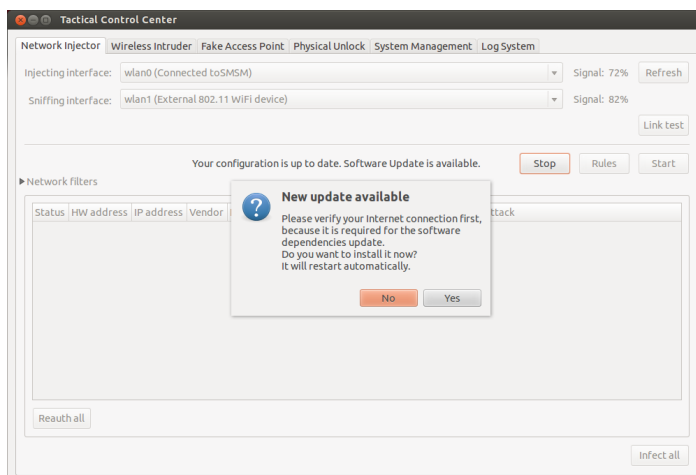 Tactical Control Center
Network Injector Wireless Intruder Fake Access Point Physical Unlock System Management Log System
Injecting interface: wlan0 (Connected toSMSM) Signal: 72% Refresh
Sniffing interface: wlan1 (External 802.11 WiFi device) Signal: 82%
Link test
Your configuration is up to date. Software Update is available. Stop Rules Start
Network filters
New update available
Status HW address IP address Vendor ttack
Please verify your Internet connection first,
because it is required for the software
dependencies update.
Do you want to install it now?
It will restart automatically.
No Yes
Reauth all
Infect all